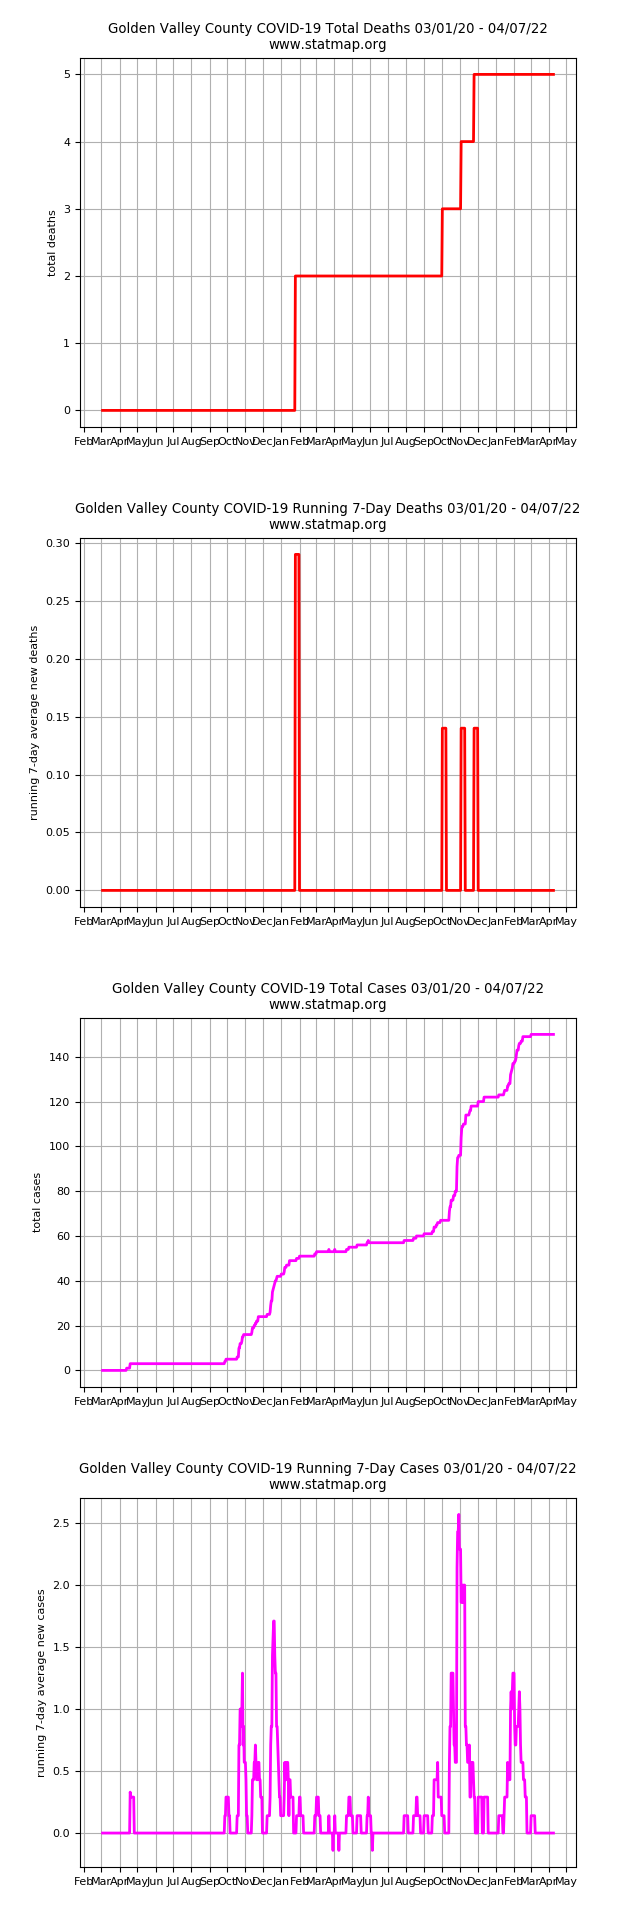 Golden Valley County COVID-19 Total Deaths 03/01/20 - 04/07/22
www.statmap.org
5
4
3
2
1
0
total deaths
Feb Mar Apr May Jun Jul Aug Sep Oct Nov Dec Jan Feb Mar Apr May Jun Jul Aug Sep Oct Nov Dec Jan Feb Mar Apr May
Golden Valley County COVID-19 Running 7-Day Deaths 03/01/20 - 04/07/22
www.statmap.org
0.30
0.25
0.20
0.15
0.10
0.05
0.00
running 7-day average new deaths
Feb Mar Apr May Jun Jul Aug Sep Oct Nov Dec Jan Feb Mar Apr May Jun Jul Aug Sep Oct Nov Dec Jan Feb Mar Apr May
Golden Valley County COVID-19 Total Cases 03/01/20 - 04/07/22
www.statmap.org
140
120
100
80
60
40
20
0
total cases
Feb Mar Apr May Jun Jul Aug Sep Oct Nov Dec Jan Feb Mar Apr May Jun Jul Aug Sep Oct Nov Dec Jan Feb Mar Apr May
Golden Valley County COVID-19 Running 7-Day Cases 03/01/20 - 04/07/22
www.statmap.org
2.5
2.0
1.5
1.0
0.5
0.0
running 7-day average new cases
Feb Mar Apr May Jun Jul Aug Sep Oct Nov Dec Jan Feb Mar Apr May Jun Jul Aug Sep Oct Nov Dec Jan Feb Mar Apr May